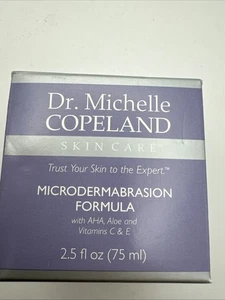 Dr. Michelle
COPELAND
SKIN CARE
Trust Your Skin to the Expert.™
MICRODERMABRASION
FORMULA
with AHA, Aloe and
Vitamins C & E
2.5 fl oz (75 ml)